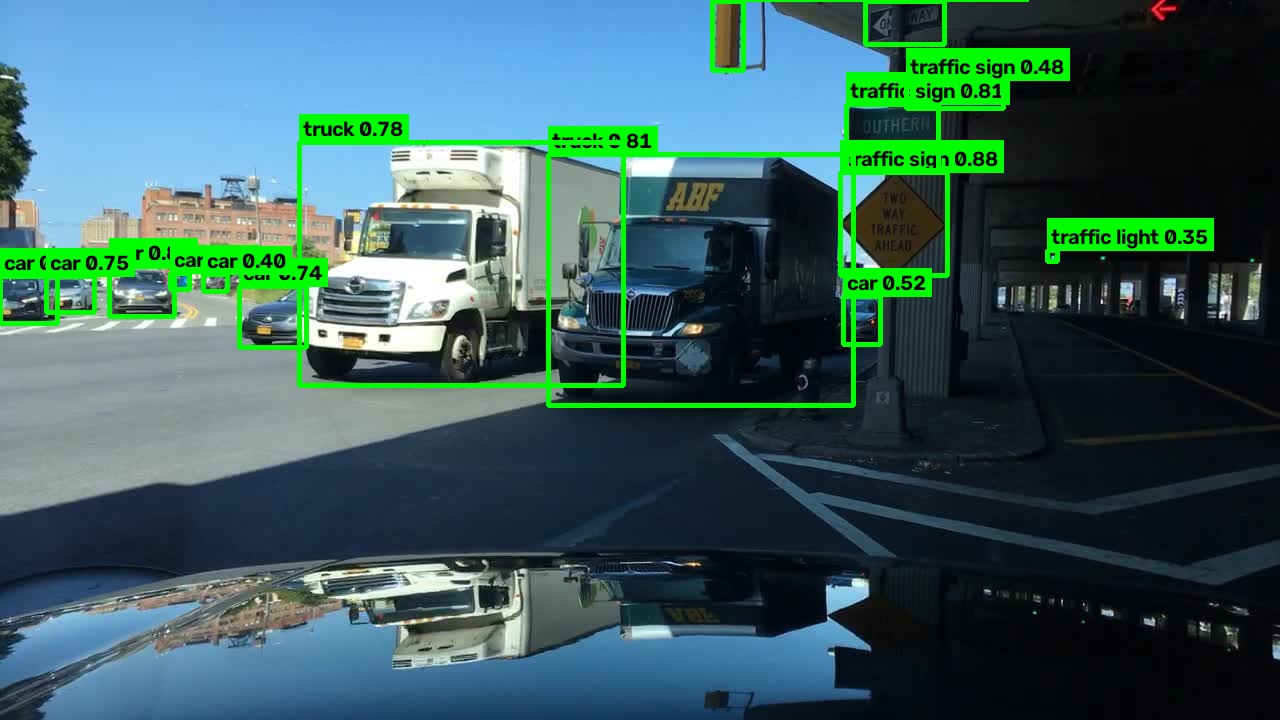 ONE WAY
traffic sign 0.48
traffic sign 0.81
SOUTHERN
truck 0.78
truck 0.81
traffic sign 0.88
ABF
TWO
WAY
TRAFFIC
AHEAD
traffic light 0.35
car 0.75
car
car 0.40
car 0.74
car 0.52